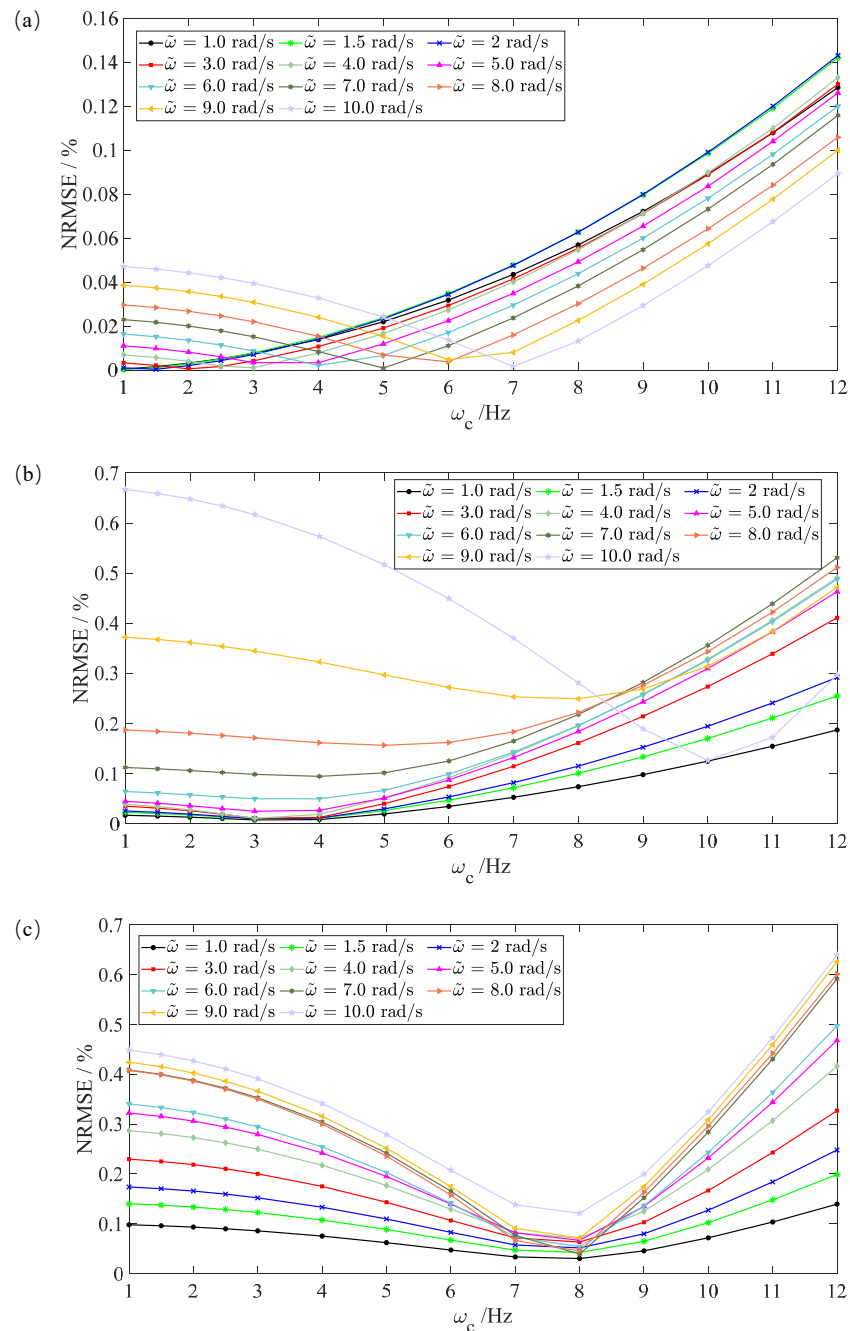 (a)
0.16
0.14
0.12
0.1
0.08
0.06
0.04
0.02
0
NRMSE / %
ω̃ = 1.0 rad/s ω̃ = 1.5 rad/s ω̃ = 2 rad/s
ω̃ = 3.0 rad/s ω̃ = 4.0 rad/s ω̃ = 5.0 rad/s
ω̃ = 6.0 rad/s ω̃ = 7.0 rad/s ω̃ = 8.0 rad/s
ω̃ = 9.0 rad/s ω̃ = 10.0 rad/s
1 2 3 4 5 6 7 8 9 10 11 12
ω_c /Hz
(b)
0.7
0.6
0.5
0.4
0.3
0.2
0.1
0
NRMSE / %
ω̃ = 1.0 rad/s ω̃ = 1.5 rad/s ω̃ = 2 rad/s
ω̃ = 3.0 rad/s ω̃ = 4.0 rad/s ω̃ = 5.0 rad/s
ω̃ = 6.0 rad/s ω̃ = 7.0 rad/s ω̃ = 8.0 rad/s
ω̃ = 9.0 rad/s ω̃ = 10.0 rad/s
1 2 3 4 5 6 7 8 9 10 11 12
ω_c /Hz
(c)
0.7
0.6
0.5
0.4
0.3
0.2
0.1
0
NRMSE / %
ω̃ = 1.0 rad/s ω̃ = 1.5 rad/s ω̃ = 2 rad/s
ω̃ = 3.0 rad/s ω̃ = 4.0 rad/s ω̃ = 5.0 rad/s
ω̃ = 6.0 rad/s ω̃ = 7.0 rad/s ω̃ = 8.0 rad/s
ω̃ = 9.0 rad/s ω̃ = 10.0 rad/s
1 2 3 4 5 6 7 8 9 10 11 12
ω_c /Hz